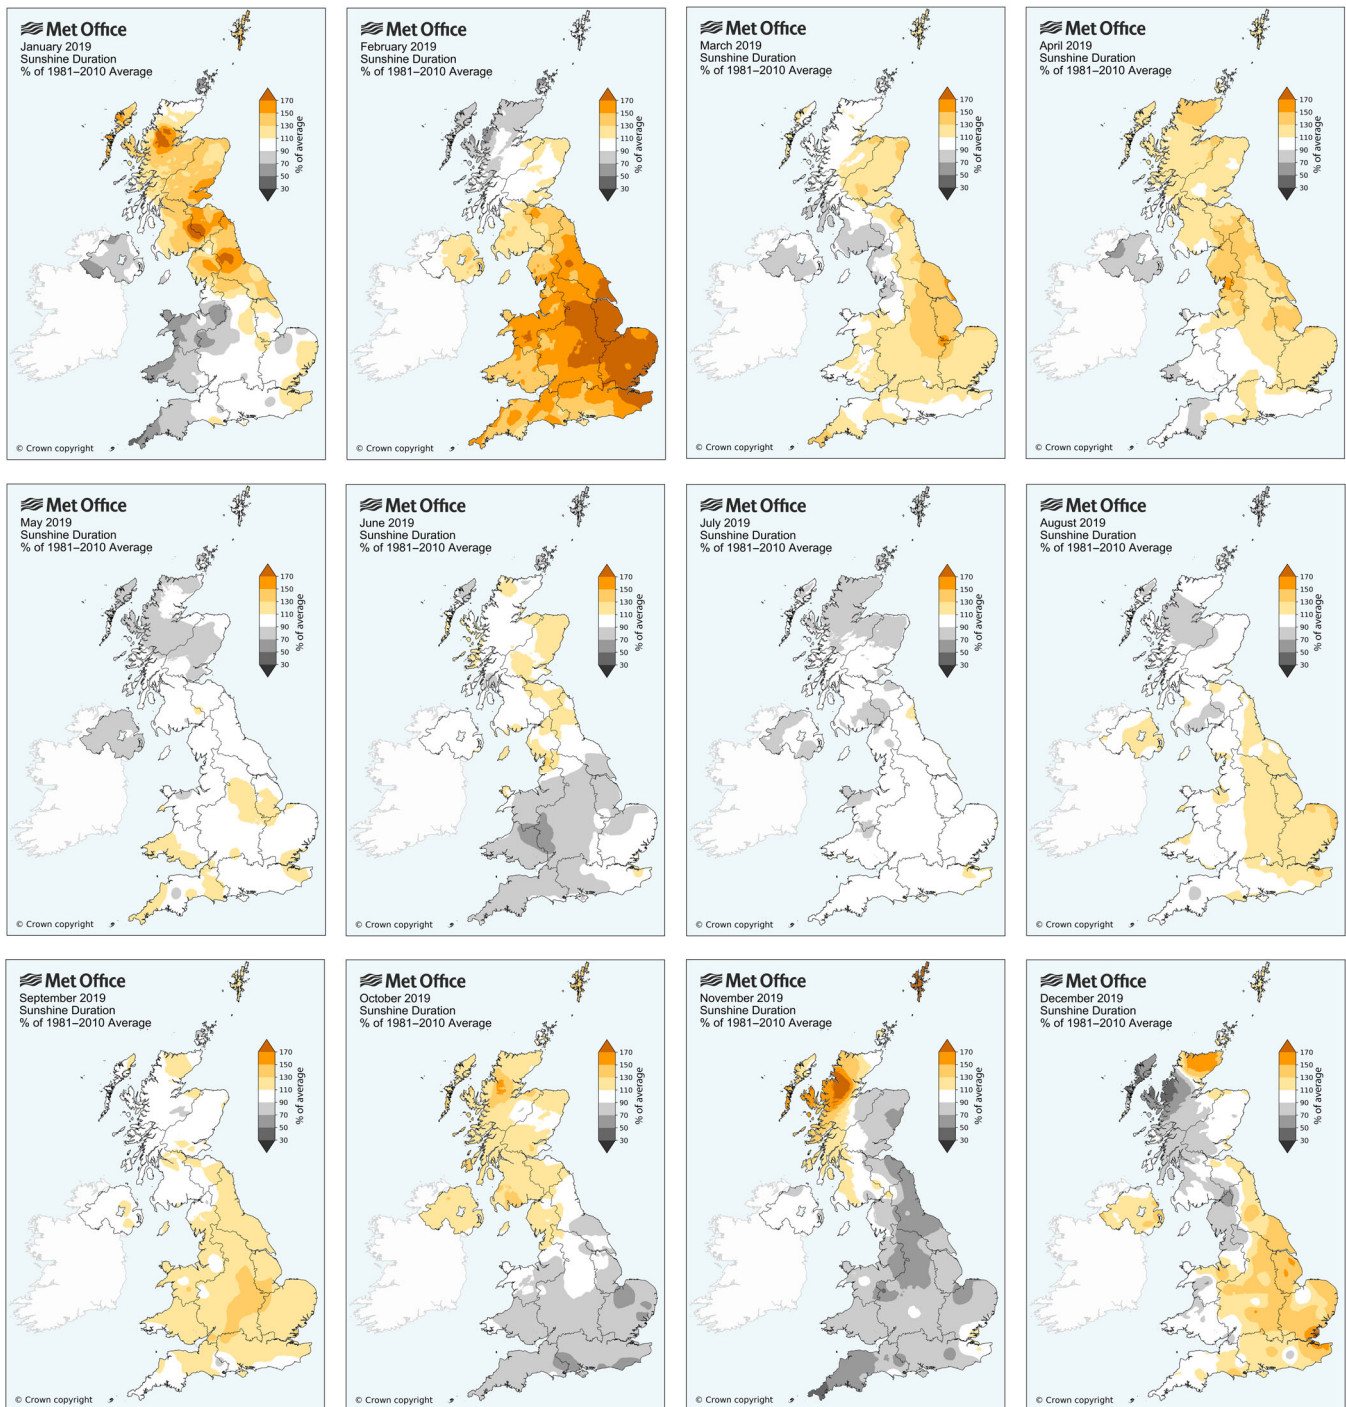 Met Office
January 2019
Sunshine Duration
% of 1981–2010 Average
170
150
130
110
90
70
50
30
% of average
© Crown copyright
Met Office
February 2019
Sunshine Duration
% of 1981–2010 Average
170
150
130
110
90
70
50
30
% of average
© Crown copyright
Met Office
March 2019
Sunshine Duration
% of 1981–2010 Average
170
150
130
110
90
70
50
30
% of average
© Crown copyright
Met Office
April 2019
Sunshine Duration
% of 1981–2010 Average
170
150
130
110
90
70
50
30
% of average
© Crown copyright
Met Office
May 2019
Sunshine Duration
% of 1981–2010 Average
170
150
130
110
90
70
50
30
% of average
© Crown copyright
Met Office
June 2019
Sunshine Duration
% of 1981–2010 Average
170
150
130
110
90
70
50
30
% of average
© Crown copyright
Met Office
July 2019
Sunshine Duration
% of 1981–2010 Average
170
150
130
110
90
70
50
30
% of average
© Crown copyright
Met Office
August 2019
Sunshine Duration
% of 1981–2010 Average
170
150
130
110
90
70
50
30
% of average
© Crown copyright
Met Office
September 2019
Sunshine Duration
% of 1981–2010 Average
170
150
130
110
90
70
50
30
% of average
© Crown copyright
Met Office
October 2019
Sunshine Duration
% of 1981–2010 Average
170
150
130
110
90
70
50
30
% of average
© Crown copyright
Met Office
November 2019
Sunshine Duration
% of 1981–2010 Average
170
150
130
110
90
70
50
30
% of average
© Crown copyright
Met Office
December 2019
Sunshine Duration
% of 1981–2010 Average
170
150
130
110
90
70
50
30
% of average
© Crown copyright